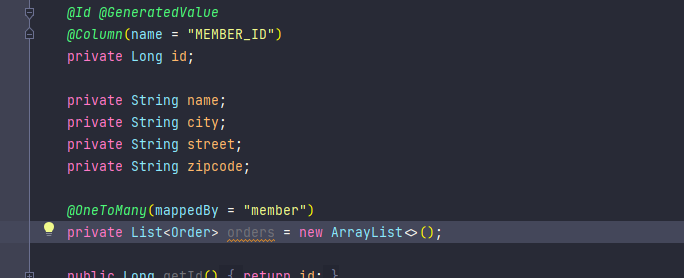 @Id @GeneratedValue
@Column(name = "MEMBER_ID")
private Long id;
private String name;
private String city;
private String street;
private String zipcode;
@OneToMany(mappedBy = "member")
private List<Order> orders = new ArrayList<>();
public Long getId() { return id; }